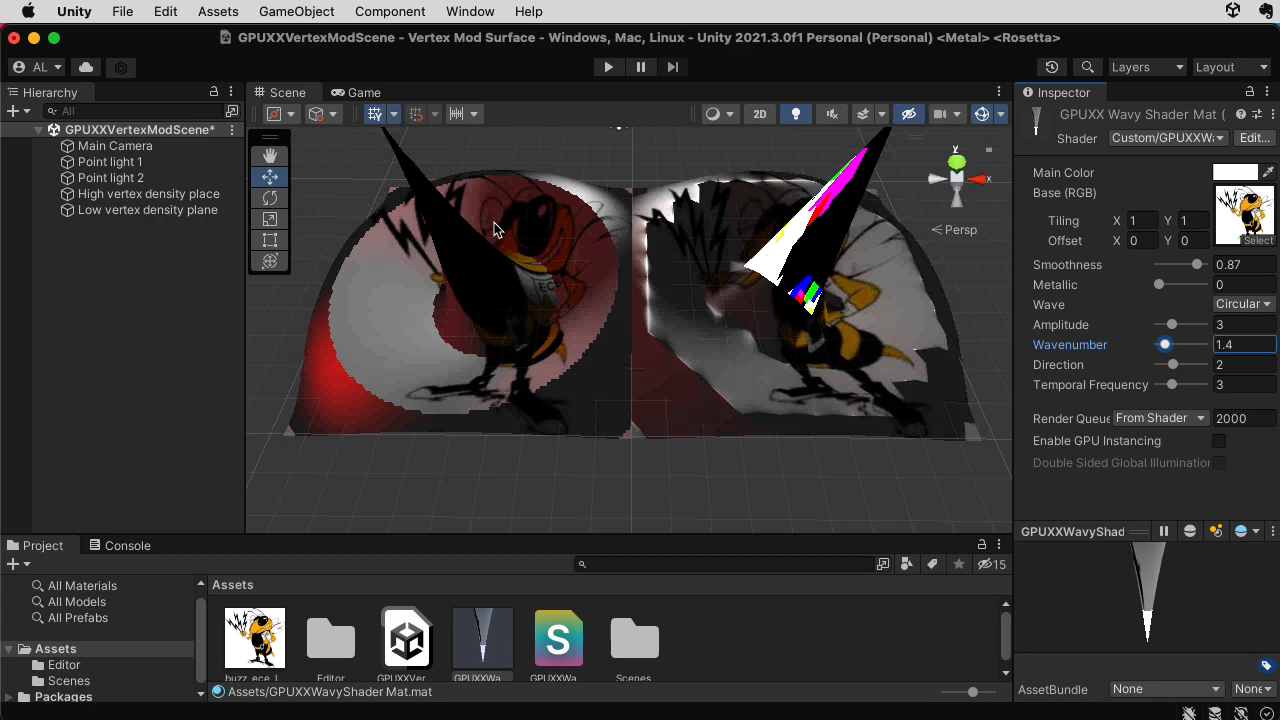 Unity File Edit Assets GameObject Component Window Help
GPUXXVertexModScene - Vertex Mod Surface - Windows, Mac, Linux - Unity 2021.3.0f1 Personal (Personal) <Metal> <Rosetta>
AL
Layers Layout
Hierarchy
All
GPUXXVertexModScene*
Main Camera
Point light 1
Point light 2
High vertex density place
Low vertex density plane
Scene Game
2D
y
x
Persp
Inspector
GPUXX Wavy Shader Mat (
Shader Custom/GPUXXW Edit...
Main Color
Base (RGB)
Tiling X 1 Y 1
Offset X 0 Y 0
Select
Smoothness 0.87
Metallic 0
Wave Circular
Amplitude 3
Wavenumber 1.4
Direction 2
Temporal Frequency 3
Render Queue From Shader 2000
Enable GPU Instancing
Double Sided Global Illumination
GPUXXWavyShad
AssetBundle None None
Project Console
15
All Materials
All Models
All Prefabs
Assets
Editor
Scenes
Packages
Assets
S
buzz_ece_l Editor GPUXXVer GPUXXWa GPUXXWa Scenes
Assets/GPUXXWavyShader Mat.mat